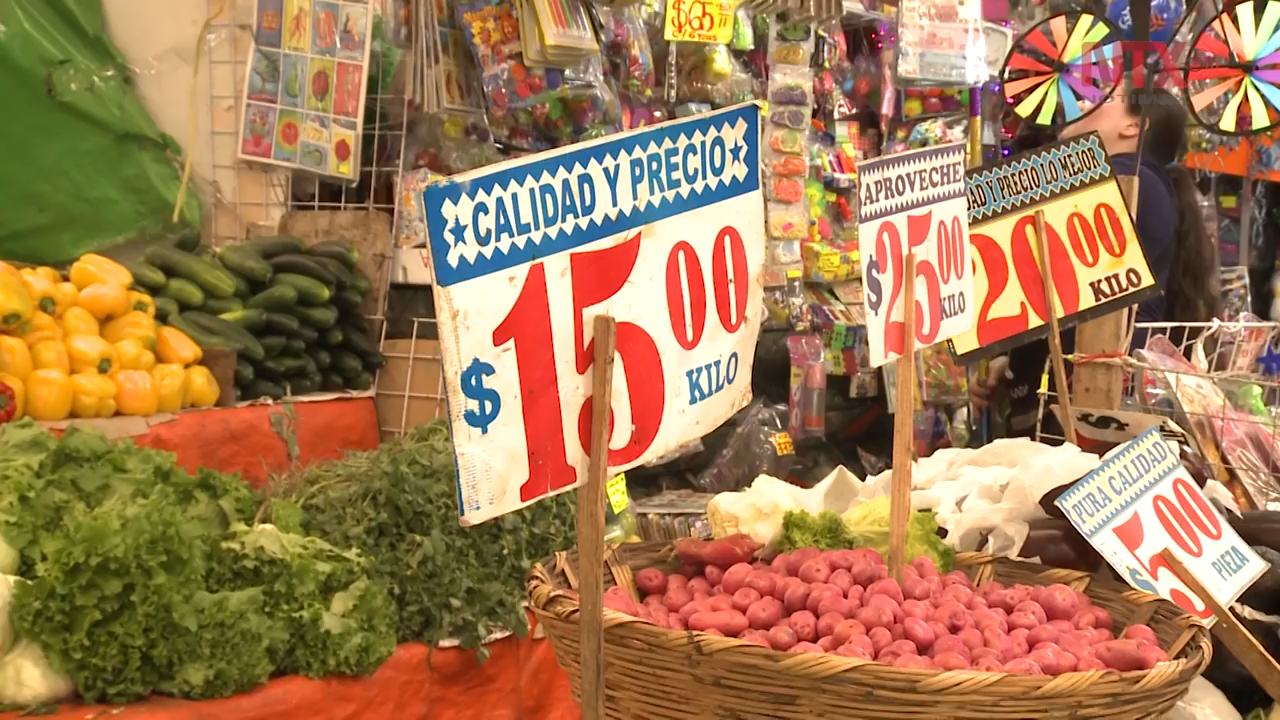 $65
CALIDAD Y PRECIO
$15 00
KILO
APROVECHE
$25 00
KILO
DAD Y PRECIO LO MEJOR
20 00
KILO
PURA CALIDAD
$5 00
PIEZA